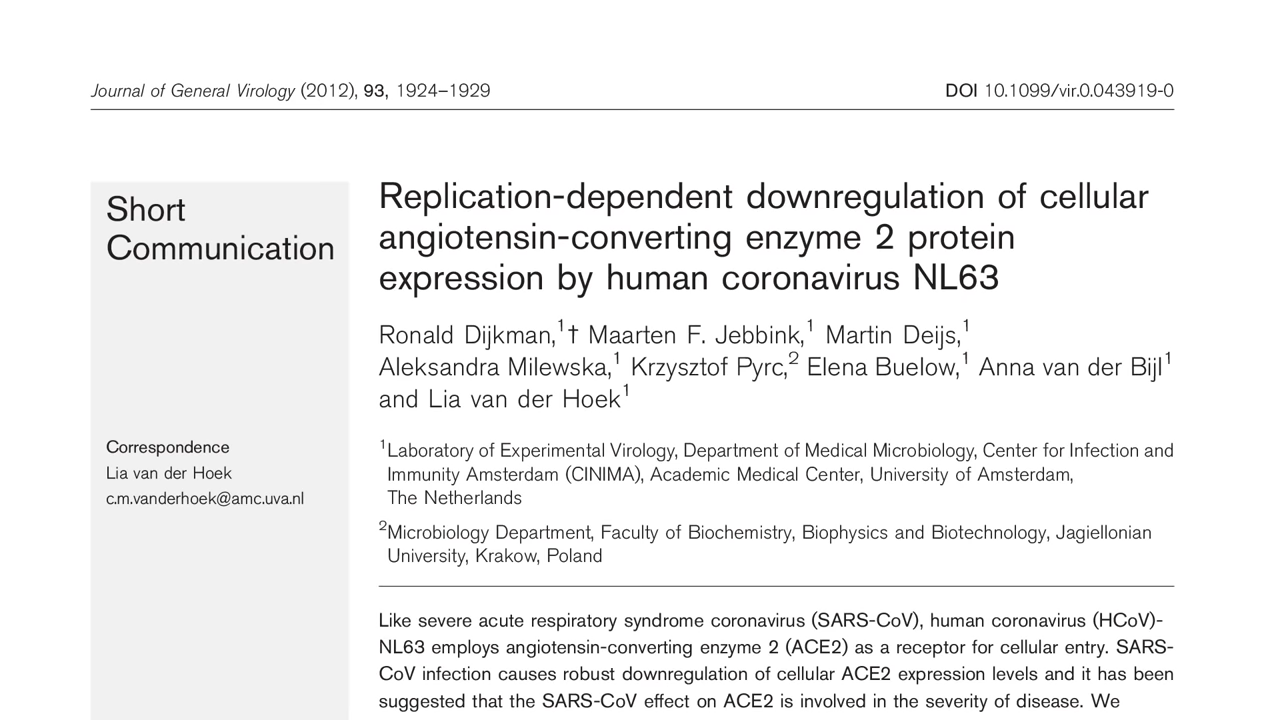 Journal of General Virology (2012), 93, 1924–1929
DOI 10.1099/vir.0.043919-0
Short
Communication
Replication-dependent downregulation of cellular
angiotensin-converting enzyme 2 protein
expression by human coronavirus NL63
Ronald Dijkman,1† Maarten F. Jebbink,1 Martin Deijs,1
Aleksandra Milewska,1 Krzysztof Pyrc,2 Elena Buelow,1 Anna van der Bijl1
and Lia van der Hoek1
Correspondence
Lia van der Hoek
c.m.vanderhoek@amc.uva.nl
1Laboratory of Experimental Virology, Department of Medical Microbiology, Center for Infection and
Immunity Amsterdam (CINIMA), Academic Medical Center, University of Amsterdam,
The Netherlands
2Microbiology Department, Faculty of Biochemistry, Biophysics and Biotechnology, Jagiellonian
University, Krakow, Poland
Like severe acute respiratory syndrome coronavirus (SARS-CoV), human coronavirus (HCoV)-
NL63 employs angiotensin-converting enzyme 2 (ACE2) as a receptor for cellular entry. SARS-
CoV infection causes robust downregulation of cellular ACE2 expression levels and it has been
suggested that the SARS-CoV effect on ACE2 is involved in the severity of disease. We